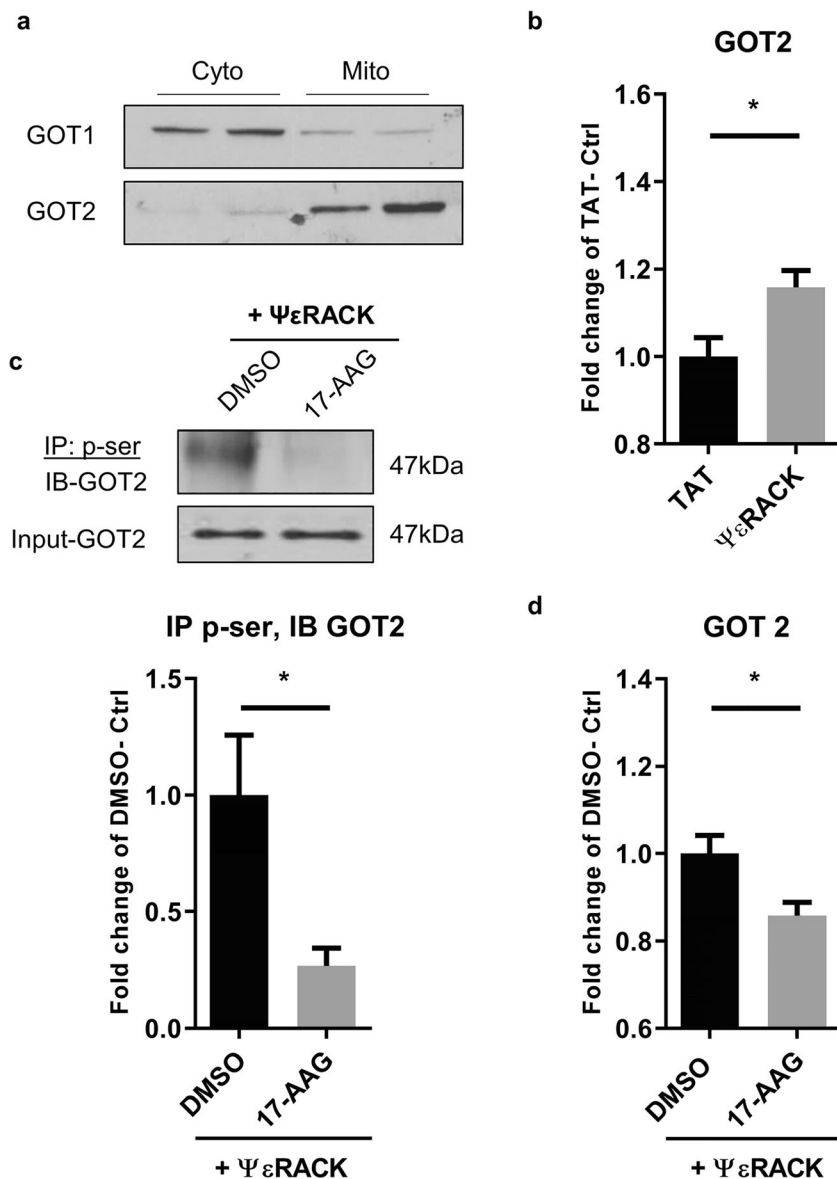 a
Cyto Mito
GOT1
GOT2
b
GOT2
Fold change of TAT- Ctrl
1.6
1.4
1.2
1.0
0.8
*
TAT
ΨεRACK
c
+ ΨεRACK
DMSO 17-AAG
IP: p-ser
IB-GOT2
47kDa
Input-GOT2
47kDa
IP p-ser, IB GOT2
Fold change of DMSO- Ctrl
1.5
1.0
0.5
0.0
*
DMSO
17-AAG
+ ΨεRACK
d
GOT 2
Fold change of DMSO- Ctrl
1.4
1.2
1.0
0.8
0.6
*
DMSO
17-AAG
+ ΨεRACK